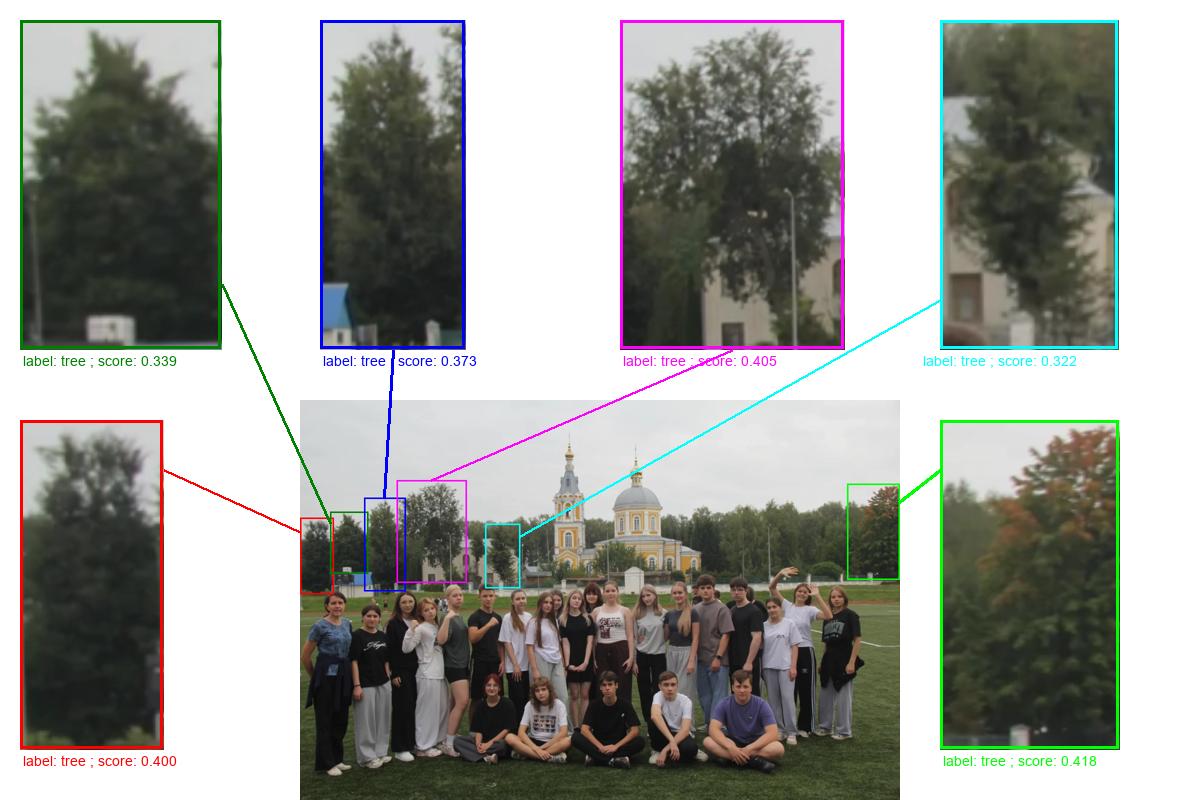 label: tree ; score: 0.339
label: tree ; score: 0.373
label: tree ; score: 0.405
label: tree ; score: 0.322
label: tree ; score: 0.400
label: tree ; score: 0.418